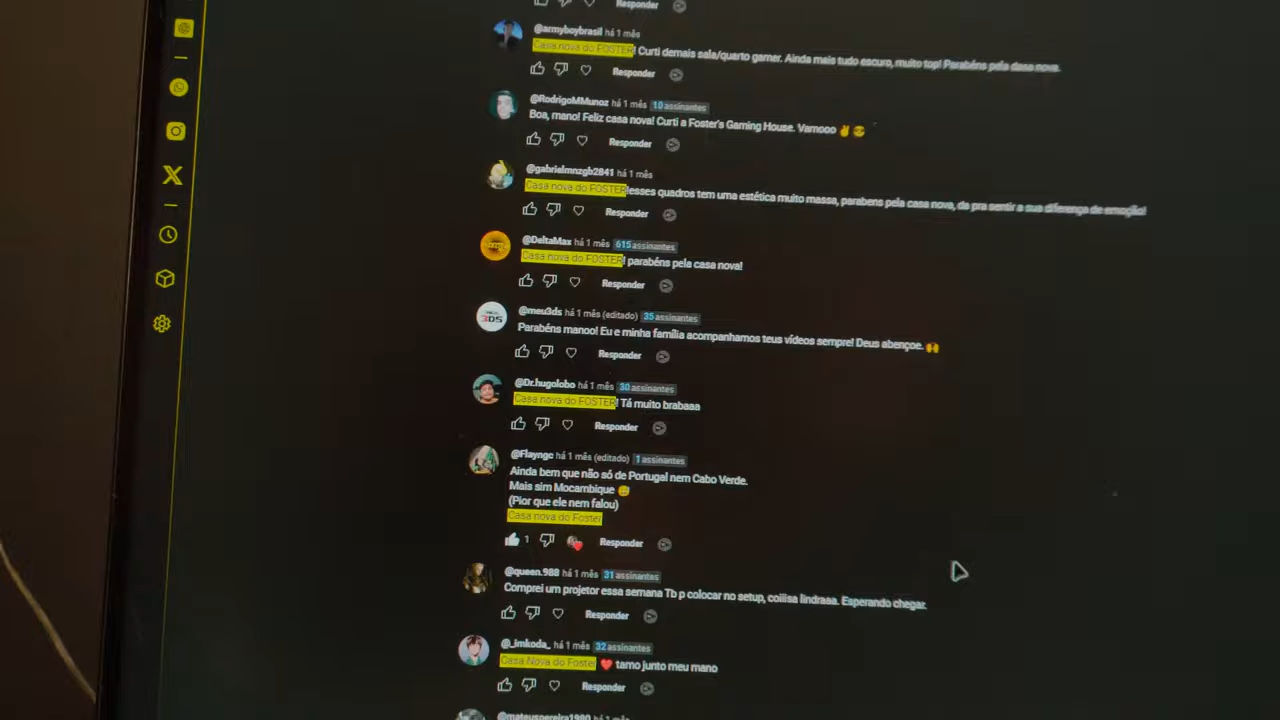 Responder
@armyboybrasil há 1 mês
Casa nova do FOSTER! Curti demais sala/quarto gamer. Ainda mais tudo escuro, muito top! Parabéns pela dasa nova.
Responder
@RodrigoMMunoz há 1 mês 10 assinantes
Boa, mano! Feliz casa nova! Curti a Foster's Gaming House. Vamooo ✌😎
Responder
@gabrielmnzgb2841 há 1 mês
Casa nova do FOSTER!esses quadros tem uma estética muito massa, parabens pela casa nova, da pra sentir a sua diferença de emoção!
Responder
@DeltaMax há 1 mês 615 assinantes
Casa nova do FOSTER! parabéns pela casa nova!
Responder
3DS
@meu3ds há 1 mês (editado) 35 assinantes
Parabéns manoo! Eu e minha família acompanhamos teus vídeos sempre! Deus abençoe. 🙌
Responder
@Dr.hugolobo há 1 mês 30 assinantes
Casa nova do FOSTER! Tá muito brabaaa
Responder
@Flayngc há 1 mês (editado) 1 assinantes
Ainda bem que não só de Portugal nem Cabo Verde.
Mais sim Mocambique
(Pior que ele nem falou)
Casa nova do Foster
1 Responder
@queen.988 há 1 mês 31 assinantes
Comprei um projetor essa semana Tb p colocar no setup, coiiisa lindraaa. Esperando chegar.
Responder
@_imkoda_ há 1 mês 32 assinantes
Casa Nova do Foster ❤ tamo junto meu mano
Responder
@mateuspereira1980 há 1 mês